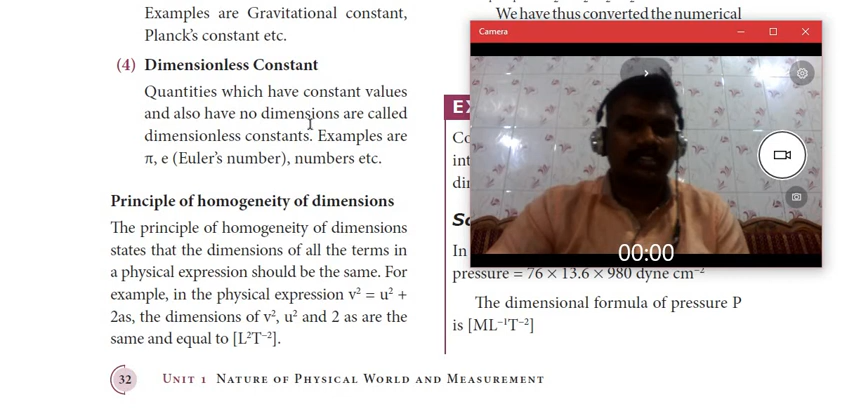 Examples are Gravitational constant,
Planck's constant etc.
(4) Dimensionless Constant
Quantities which have constant values
and also have no dimensions are called
dimensionless constants. Examples are
π, e (Euler's number), numbers etc.
Principle of homogeneity of dimensions
The principle of homogeneity of dimensions
states that the dimensions of all the terms in
a physical expression should be the same. For
example, in the physical expression v² = u² +
2as, the dimensions of v², u² and 2 as are the
same and equal to [L²T⁻²].
We have thus converted the numerical
Camera
00:00
In
pressure = 76 × 13.6 × 980 dyne cm⁻²
The dimensional formula of pressure P
is [ML⁻¹T⁻²]
32 UNIT 1 NATURE OF PHYSICAL WORLD AND MEASUREMENT